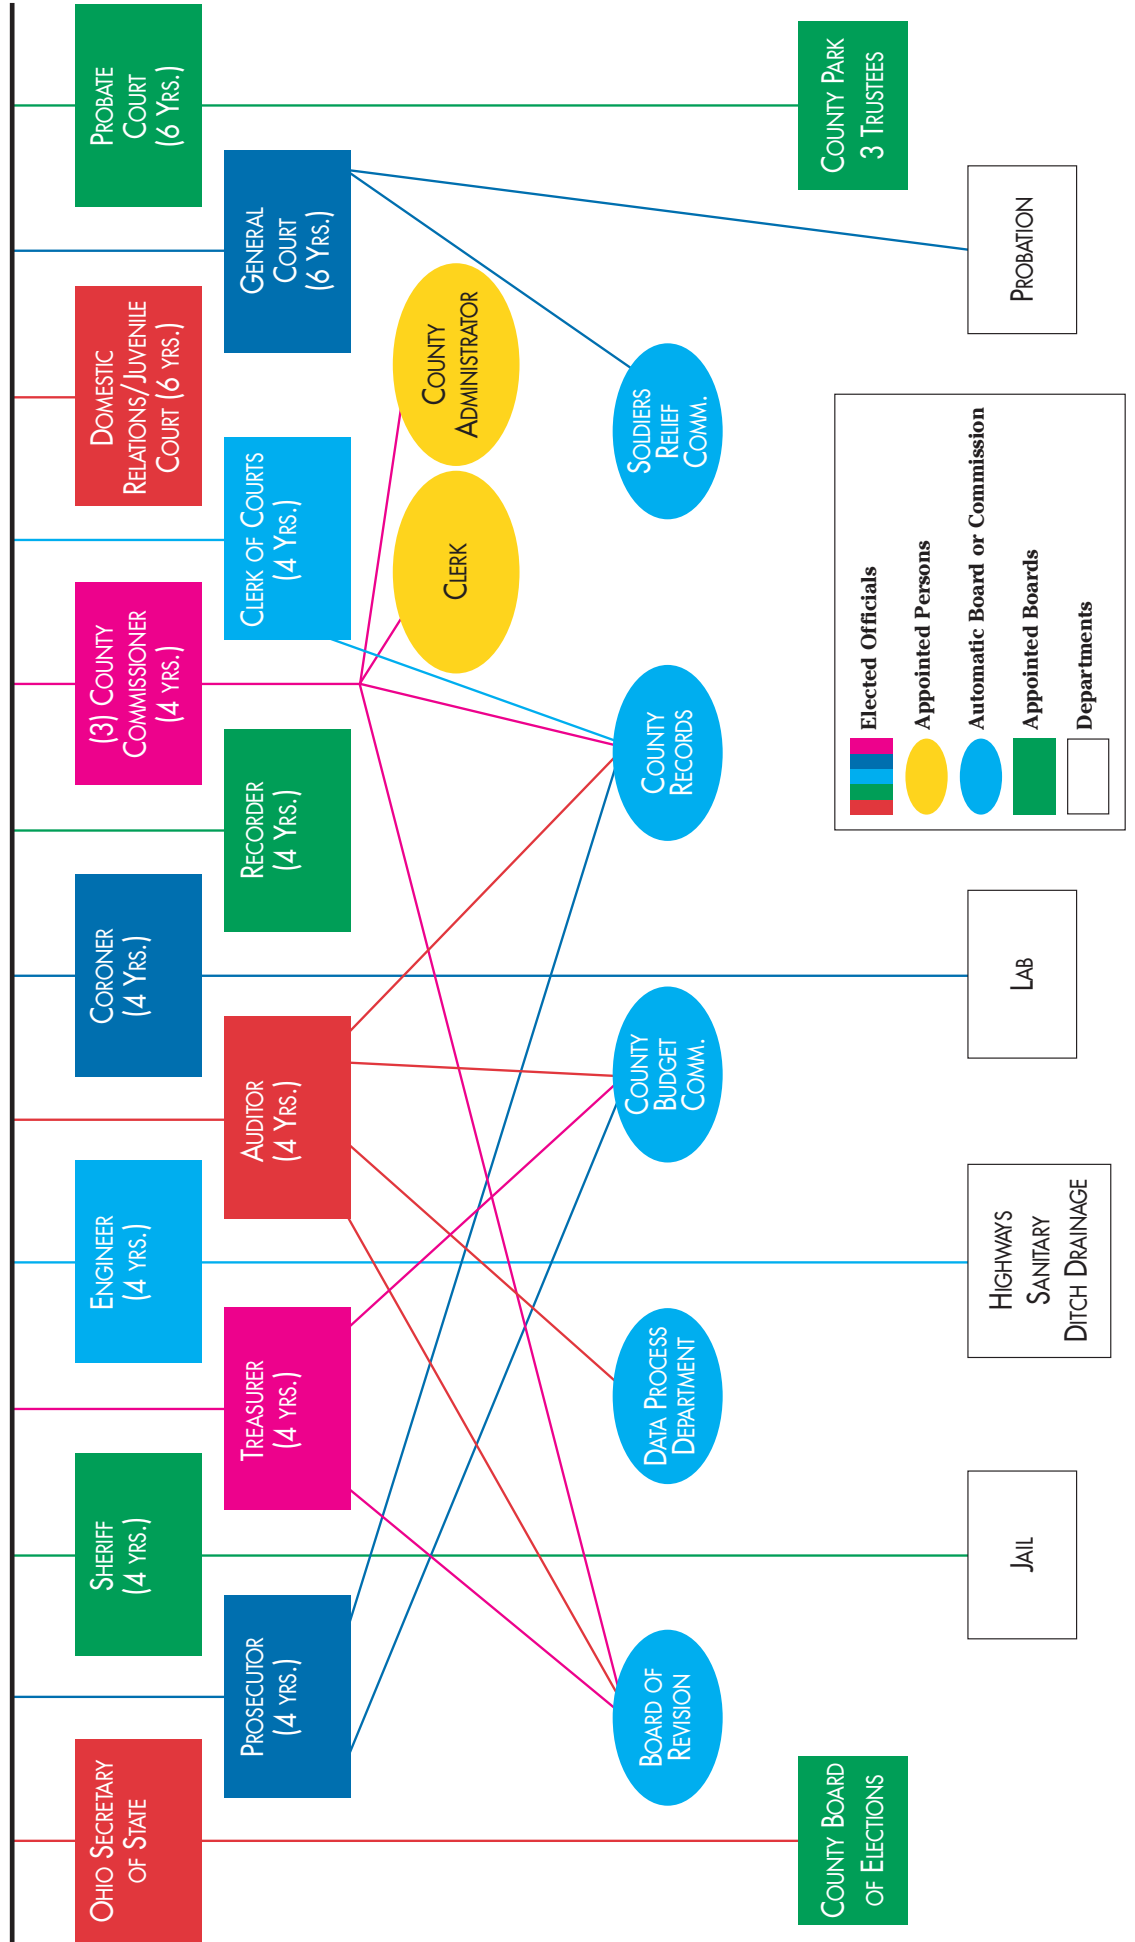 Ohio Secretary
of State
Sheriff
(4 yrs.)
Engineer
(4 yrs.)
Coroner
(4 Yrs.)
(3) County
Commissioner
(4 yrs.)
Domestic
Relations/Juvenile
Court (6 yrs.)
Probate
Court
(6 Yrs.)
Prosecutor
(4 yrs.)
Treasurer
(4 yrs.)
Auditor
(4 Yrs.)
Recorder
(4 Yrs.)
Clerk of Courts
(4 Yrs.)
General
Court
(6 Yrs.)
Clerk
County
Administrator
Board of
Revision
Data Process
Department
County
Budget
Comm.
County
Records
Soldiers
Relief
Comm.
County Board
of Elections
County Park
3 Trustees
Jail
Highways
Sanitary
Ditch Drainage
Lab
Probation
Elected Officials
Appointed Persons
Automatic Board or Commission
Appointed Boards
Departments